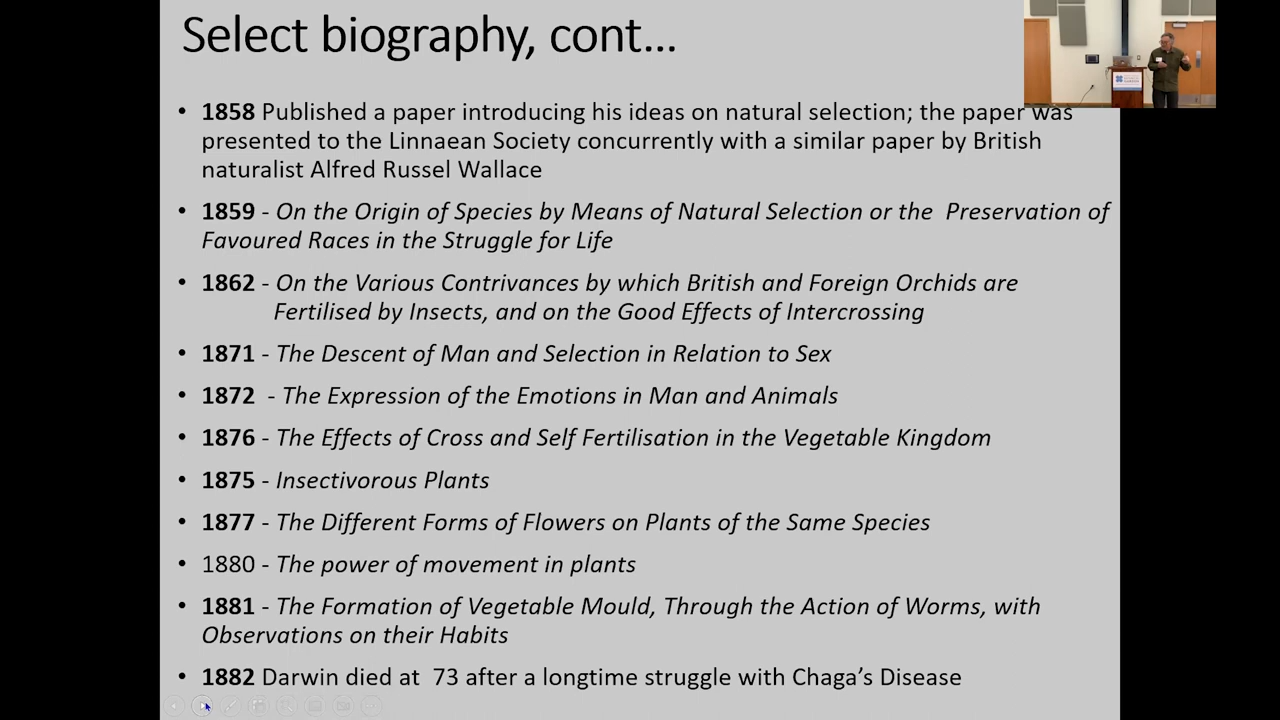 Select biography, cont...
• 1858 Published a paper introducing his ideas on natural selection; the paper was
presented to the Linnaean Society concurrently with a similar paper by British
naturalist Alfred Russel Wallace
• 1859 - On the Origin of Species by Means of Natural Selection or the  Preservation of
Favoured Races in the Struggle for Life
• 1862 - On the Various Contrivances by which British and Foreign Orchids are
Fertilised by Insects, and on the Good Effects of Intercrossing
• 1871 - The Descent of Man and Selection in Relation to Sex
• 1872  - The Expression of the Emotions in Man and Animals
• 1876 - The Effects of Cross and Self Fertilisation in the Vegetable Kingdom
• 1875 - Insectivorous Plants
• 1877 - The Different Forms of Flowers on Plants of the Same Species
• 1880 - The power of movement in plants
• 1881 - The Formation of Vegetable Mould, Through the Action of Worms, with
Observations on their Habits
• 1882 Darwin died at  73 after a longtime struggle with Chaga’s Disease